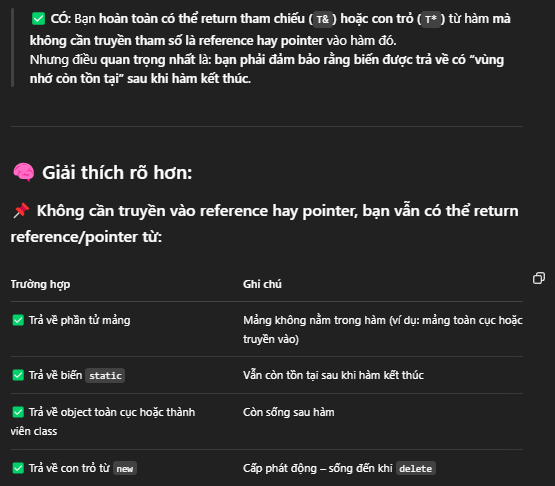 ✅ CÓ: Bạn hoàn toàn có thể return tham chiếu (T&) hoặc con trỏ (T*) từ hàm mà
không cần truyền tham số là reference hay pointer vào hàm đó.
Nhưng điều quan trọng nhất là: bạn phải đảm bảo rằng biến được trả về có “vùng
nhớ còn tồn tại” sau khi hàm kết thúc.
🧠 Giải thích rõ hơn:
📌 Không cần truyền vào reference hay pointer, bạn vẫn có thể return
reference/pointer từ:
Trường hợp Ghi chú
✅ Trả về phần tử mảng Mảng không nằm trong hàm (ví dụ: mảng toàn cục hoặc
truyền vào)
✅ Trả về biến static Vẫn còn tồn tại sau khi hàm kết thúc
✅ Trả về object toàn cục hoặc thành Còn sống sau hàm
viên class
✅ Trả về con trỏ từ new Cấp phát động – sống đến khi delete